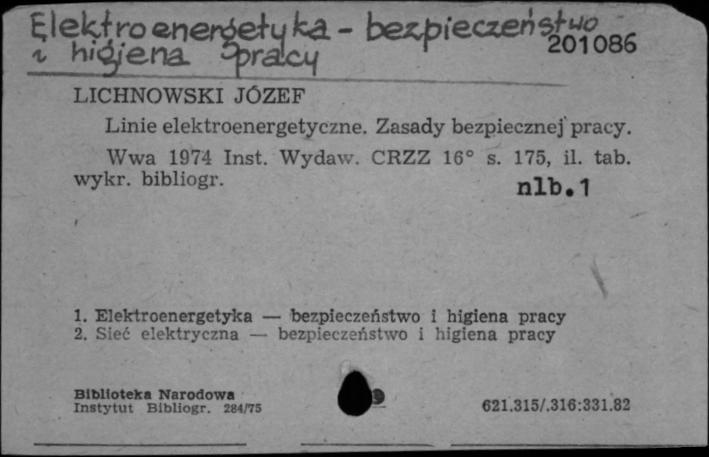 Elektroenergetyka - bezpieczeństwo
i higiena pracy
201086
LICHNOWSKI JÓZEF
Linie elektroenergetyczne. Zasady bezpiecznej pracy.
Wwa 1974 Inst. Wydaw. CRZZ 16° s. 175, il. tab.
wykr. bibliogr.
nlb.1
1. Elektroenergetyka — bezpieczeństwo i higiena pracy
2. Sieć elektryczna — bezpieczeństwo i higiena pracy
Biblioteka Narodowa
Instytut Bibliogr. 284/75
621.315/.316:331.82